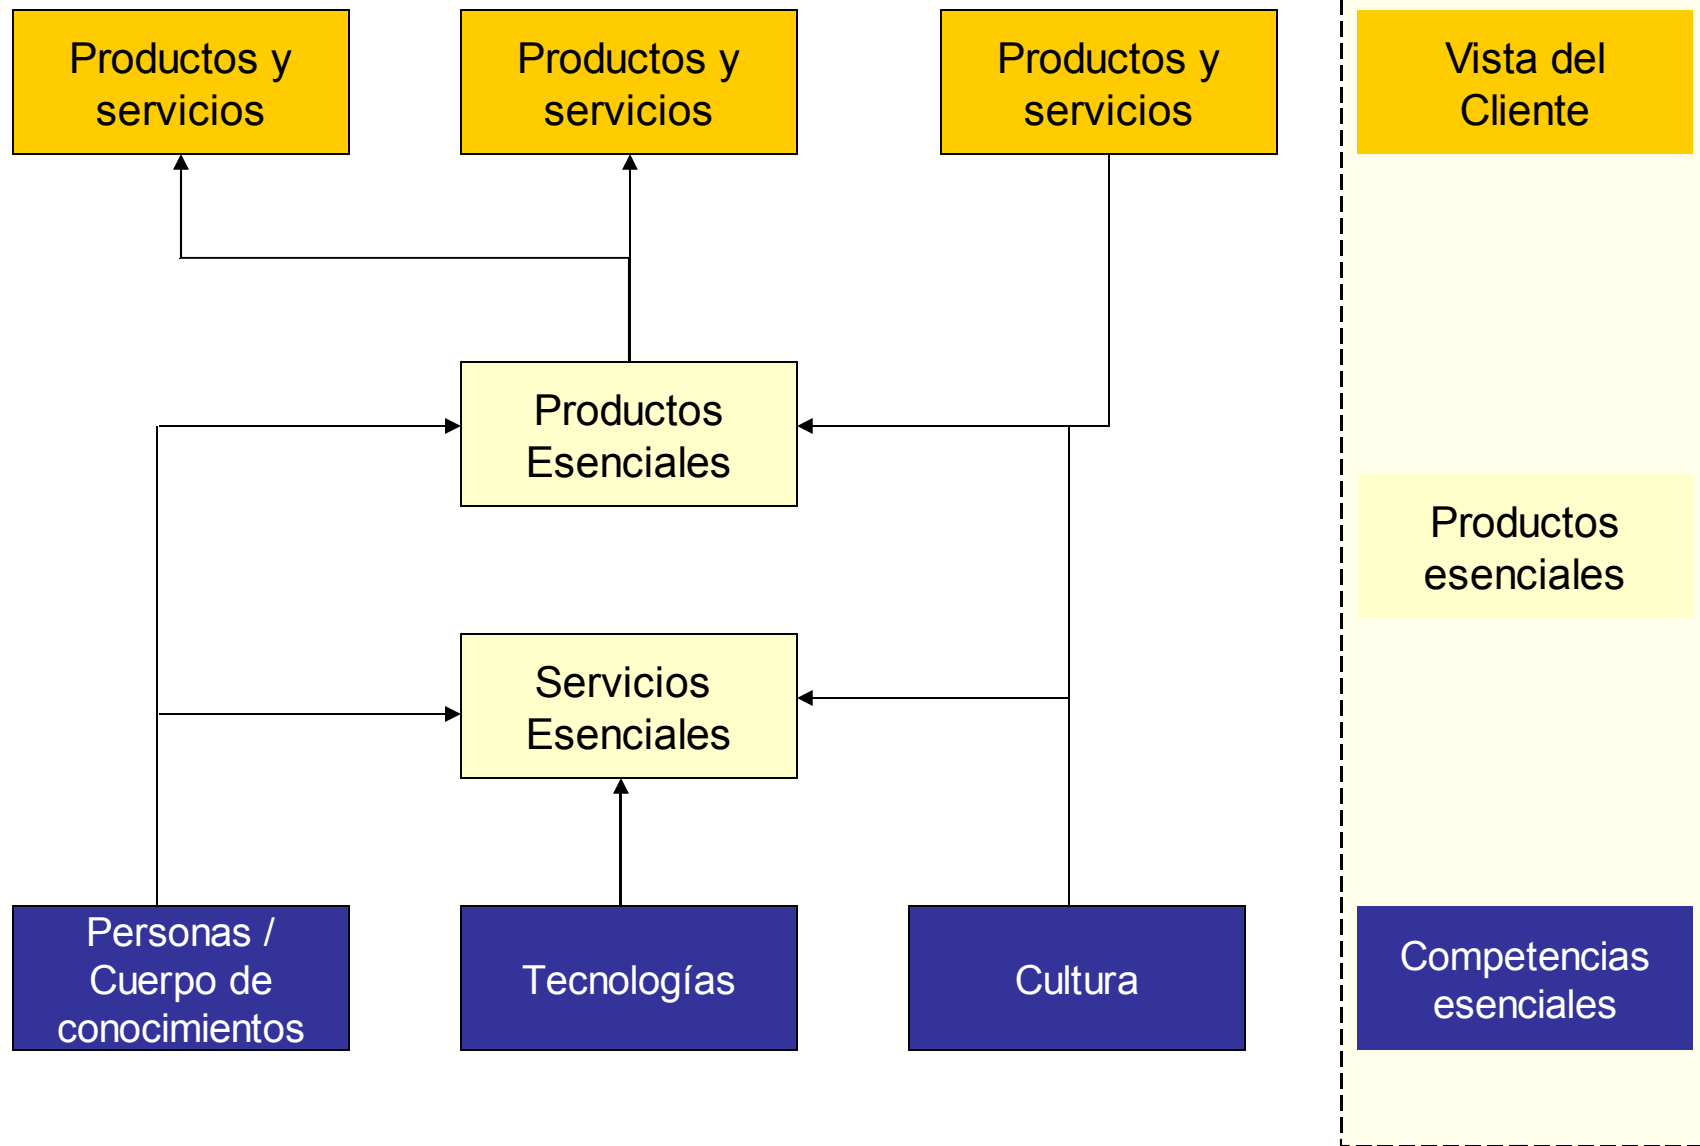 Productos y
servicios
Productos y
servicios
Productos y
servicios
Vista del
Cliente
Productos
Esenciales
Productos
esenciales
Servicios
Esenciales
Personas /
Cuerpo de
conocimientos
Tecnologías
Cultura
Competencias
esenciales